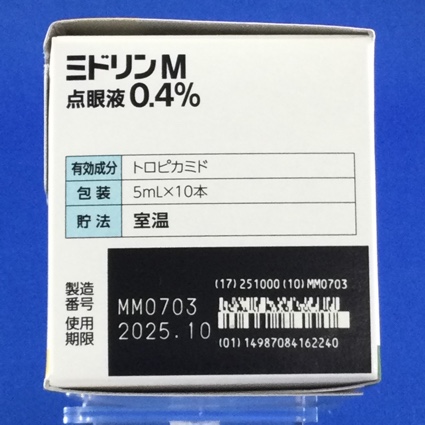 ミドリンM
点眼液0.4%
有効成分 トロピカミド
包装 5mL×10本
貯法 室温
製造番号 MM0703
使用期限 2025.10
(17)251000(10)MM0703
(01)14987084162240